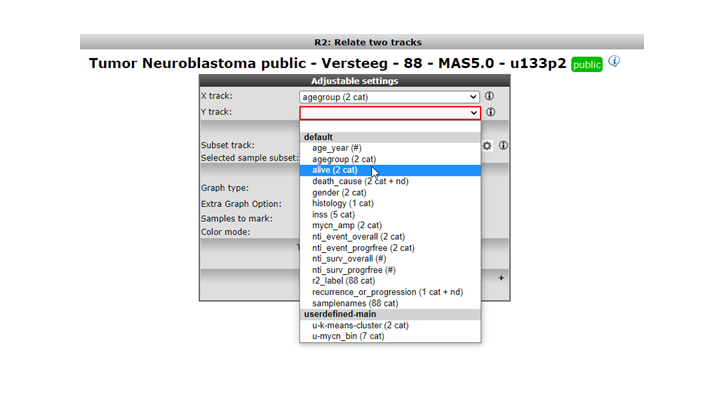 R2: Relate two tracks
Tumor Neuroblastoma public - Versteeg - 88 - MAS5.0 - u133p2 public
Adjustable settings
X track: agegroup (2 cat)
Y track:
Subset track:
Selected sample subset:
Graph type:
Extra Graph Option:
Samples to mark:
Color mode:
default
age_year (#)
agegroup (2 cat)
alive (2 cat)
death_cause (2 cat + nd)
gender (2 cat)
histology (1 cat)
inss (5 cat)
mycn_amp (2 cat)
nti_event_overall (2 cat)
nti_event_progrfree (2 cat)
nti_surv_overall (#)
nti_surv_progrfree (#)
r2_label (88 cat)
recurrence_or_progression (1 cat + nd)
samplenames (88 cat)
userdefined-main
u-k-means-cluster (2 cat)
u-mycn_bin (7 cat)
+